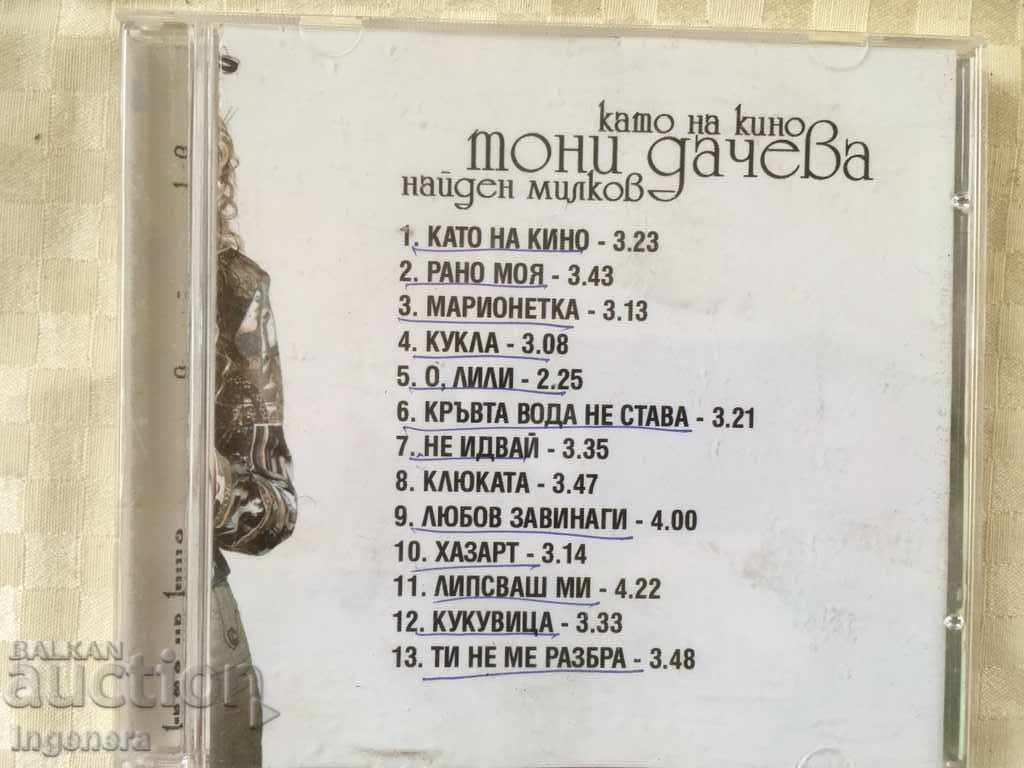 като на кино
тони дачева
найден милков
1. КАТО НА КИНО - 3.23
2. РАНО МОЯ - 3.43
3. МАРИОНЕТКА - 3.13
4. КУКЛА - 3.08
5. О, ЛИЛИ - 2.25
6. КРЪВТА ВОДА НЕ СТАВА - 3.21
7. НЕ ИДВАЙ - 3.35
8. КЛЮКАТА - 3.47
9. ЛЮБОВ ЗАВИНАГИ - 4.00
10. ХАЗАРТ - 3.14
11. ЛИПСВАШ МИ - 4.22
12. КУКУВИЦА - 3.33
13. ТИ НЕ МЕ РАЗБРА - 3.48
BALKAN
auction
Ingenera